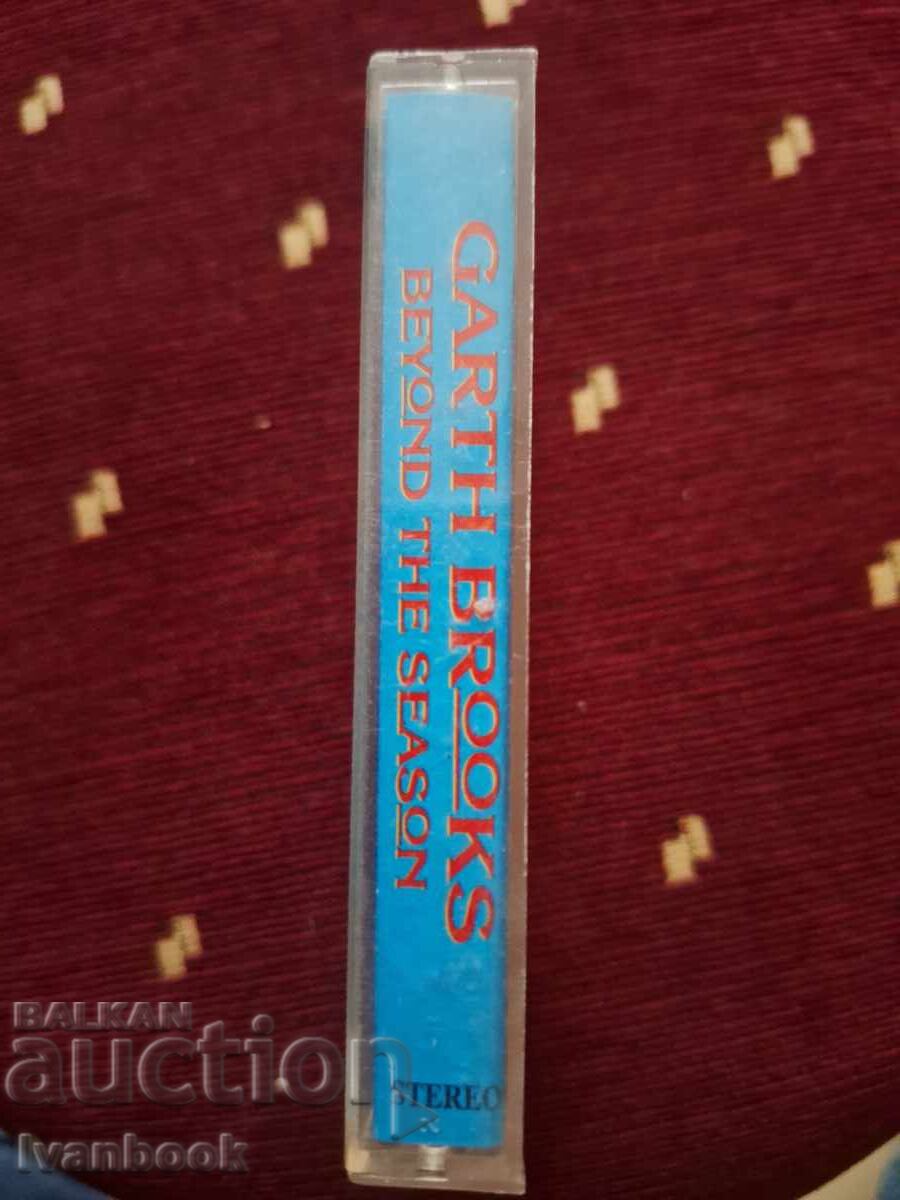 GARTH BROOKS
BEYOND THE SEASON
STEREO
BALKAN
auction
Ivanbook